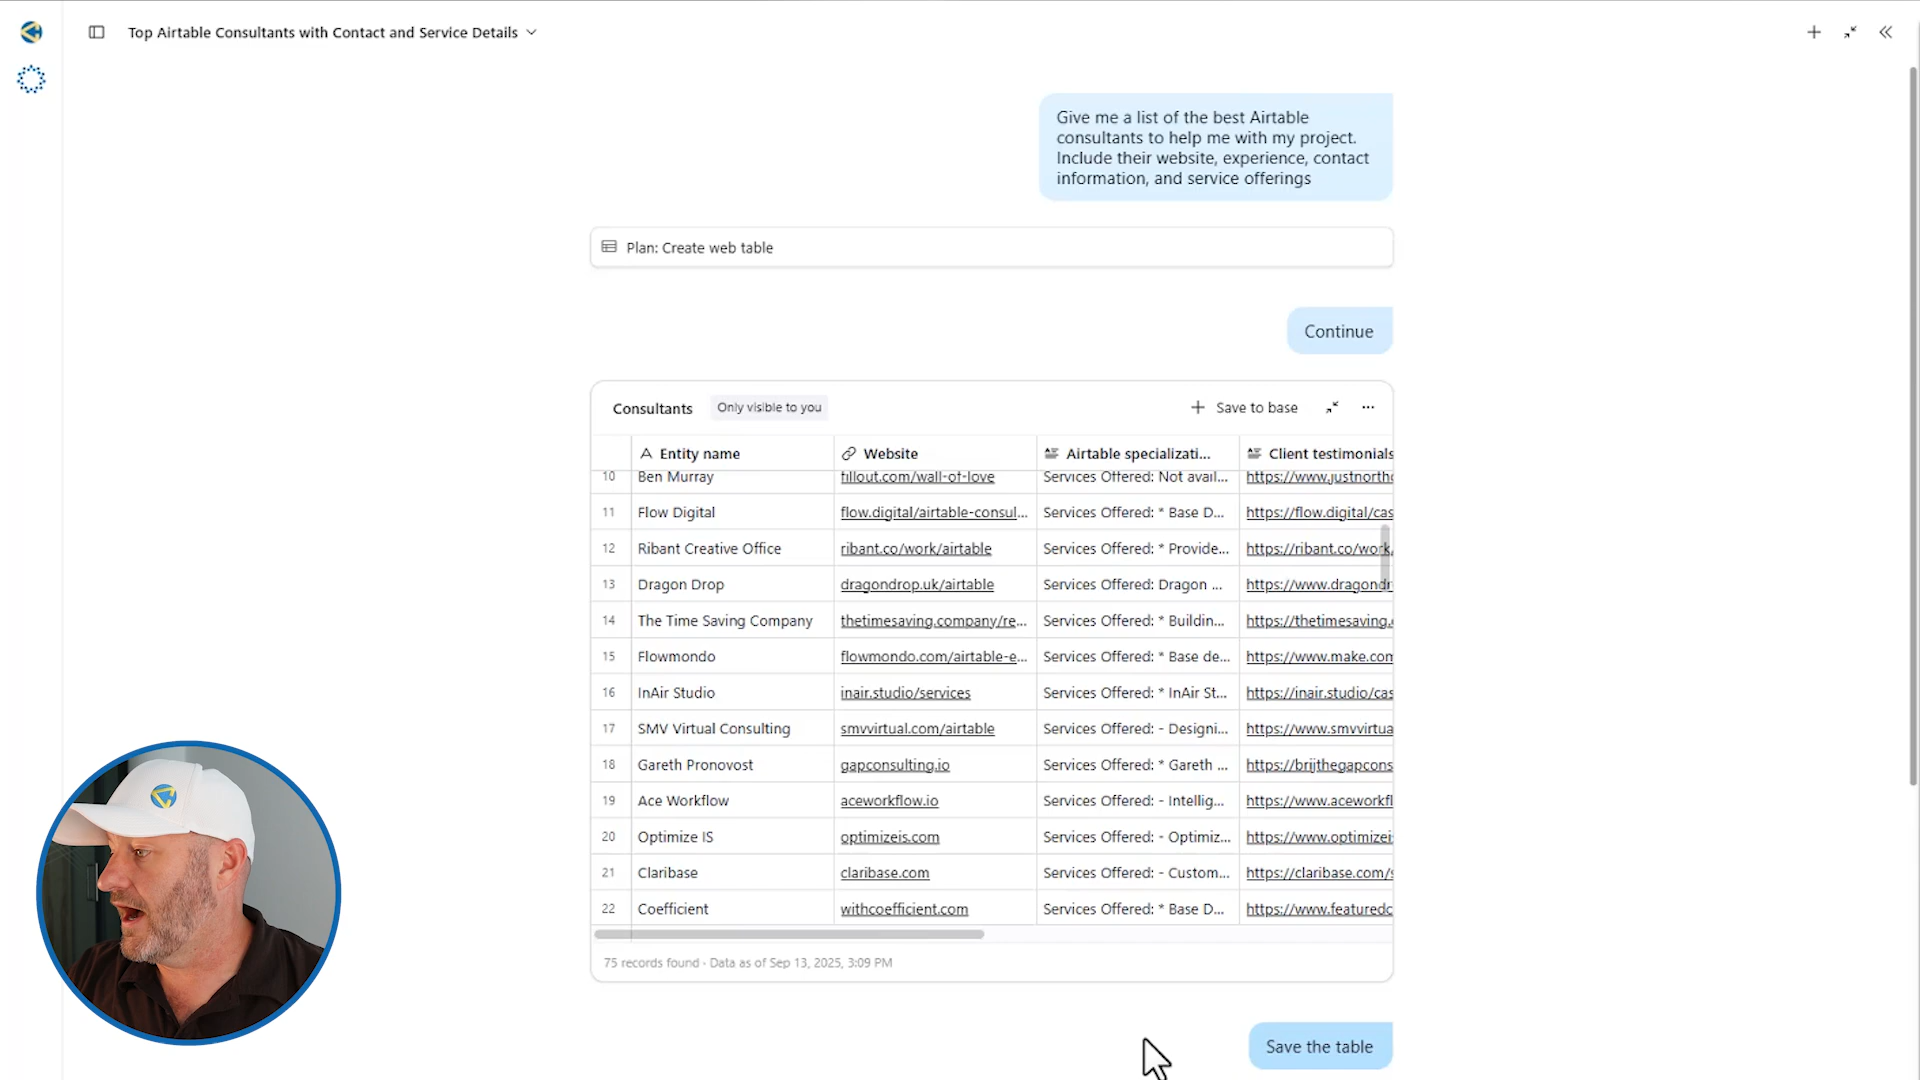 Top Airtable Consultants with Contact and Service Details
Give me a list of the best Airtable
consultants to help me with my project.
Include their website, experience, contact
information, and service offerings
Plan: Create web table
Continue
Consultants Only visible to you + Save to base ...
Entity name Website Airtable specializati... Client testimonials
10 Ben Murray fillout.com/wall-of-love Services Offered: Not avail... https://www.justnorth
11 Flow Digital flow.digital/airtable-consul... Services Offered: * Base D... https://flow.digital/cas
12 Ribant Creative Office ribant.co/work/airtable Services Offered: * Provide... https://ribant.co/work
13 Dragon Drop dragondrop.uk/airtable Services Offered: Dragon ... https://www.dragond
14 The Time Saving Company thetimesaving.company/re... Services Offered: * Buildin... https://thetimesaving.
15 Flowmondo flowmondo.com/airtable-e... Services Offered: * Base de... https://www.make.com
16 InAir Studio inair.studio/services Services Offered: * InAir St... https://inair.studio/cas
17 SMV Virtual Consulting smvvirtual.com/airtable Services Offered: - Designi... https://www.smvvirtua
18 Gareth Pronovost gapconsulting.io Services Offered: * Gareth ... https://brijthegapcons
19 Ace Workflow aceworkflow.io Services Offered: - Intellig... https://www.aceworkfl
20 Optimize IS optimizeis.com Services Offered: - Optimiz... https://www.optimizei
21 Claribase claribase.com Services Offered: - Custom... https://claribase.com/
22 Coefficient withcoefficient.com Services Offered: * Base D... https://www.featuredc
75 records found · Data as of Sep 13, 2025, 3:09 PM
Save the table